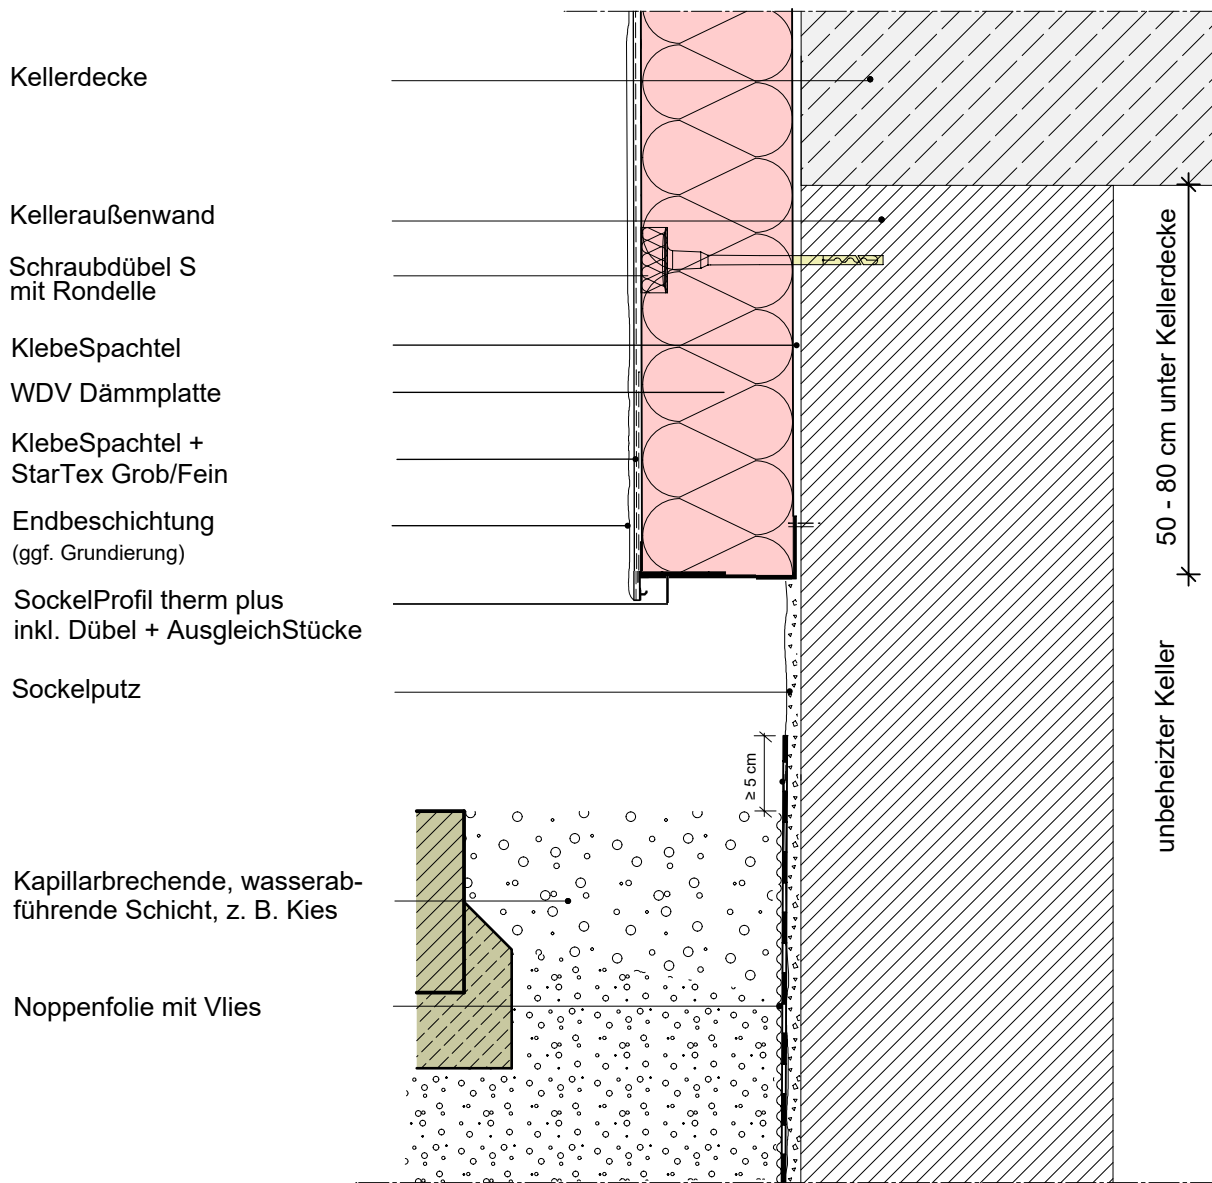 Kellerdecke
Kelleraußenwand
Schraubdübel S
mit Rondelle
KlebeSpachtel
WDV Dämmplatte
KlebeSpachtel +
StarTex Grob/Fein
Endbeschichtung
(ggf. Grundierung)
SockelProfil therm plus
inkl. Dübel + AusgleichStücke
Sockelputz
Kapillarbrechende, wasserab-
führende Schicht, z. B. Kies
Noppenfolie mit Vlies
≥ 5 cm
50 - 80 cm unter Kellerdecke
unbeheizter Keller